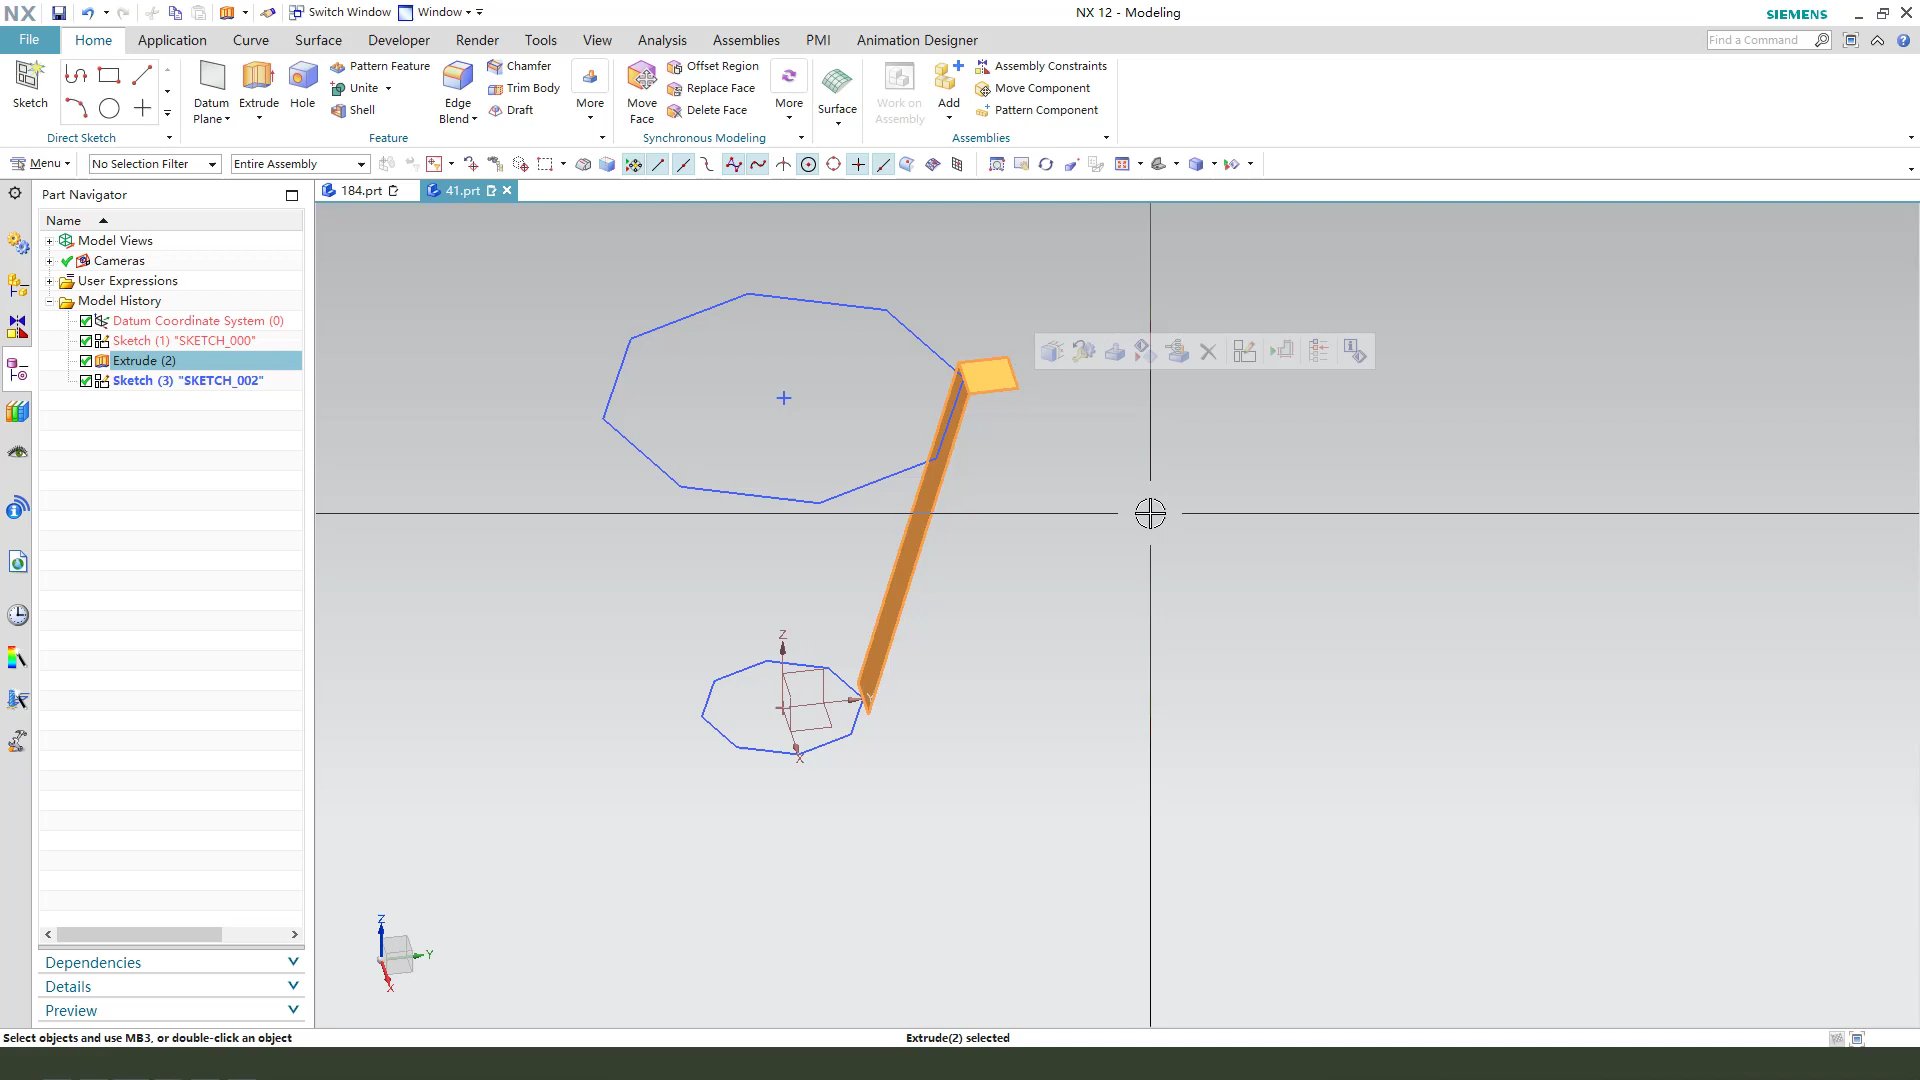 NX
Switch Window
Window
NX 12 - Modeling
SIEMENS
File
Home
Application
Curve
Surface
Developer
Render
Tools
View
Analysis
Assemblies
PMI
Animation Designer
Find a Command
Sketch
Datum Plane
Extrude
Hole
Pattern Feature
Unite
Shell
Edge Blend
Chamfer
Trim Body
Draft
More
Move Face
Offset Region
Replace Face
Delete Face
More
Surface
Work on Assembly
Add
Assembly Constraints
Move Component
Pattern Component
Direct Sketch
Feature
Synchronous Modeling
Assemblies
Menu
No Selection Filter
Entire Assembly
Part Navigator
184.prt
41.prt
Name
Model Views
Cameras
User Expressions
Model History
Datum Coordinate System (0)
Sketch (1) "SKETCH_000"
Extrude (2)
Sketch (3) "SKETCH_002"
Z
Y
X
Z
Y
X
Dependencies
Details
Preview
Select objects and use MB3, or double-click an object
Extrude(2) selected